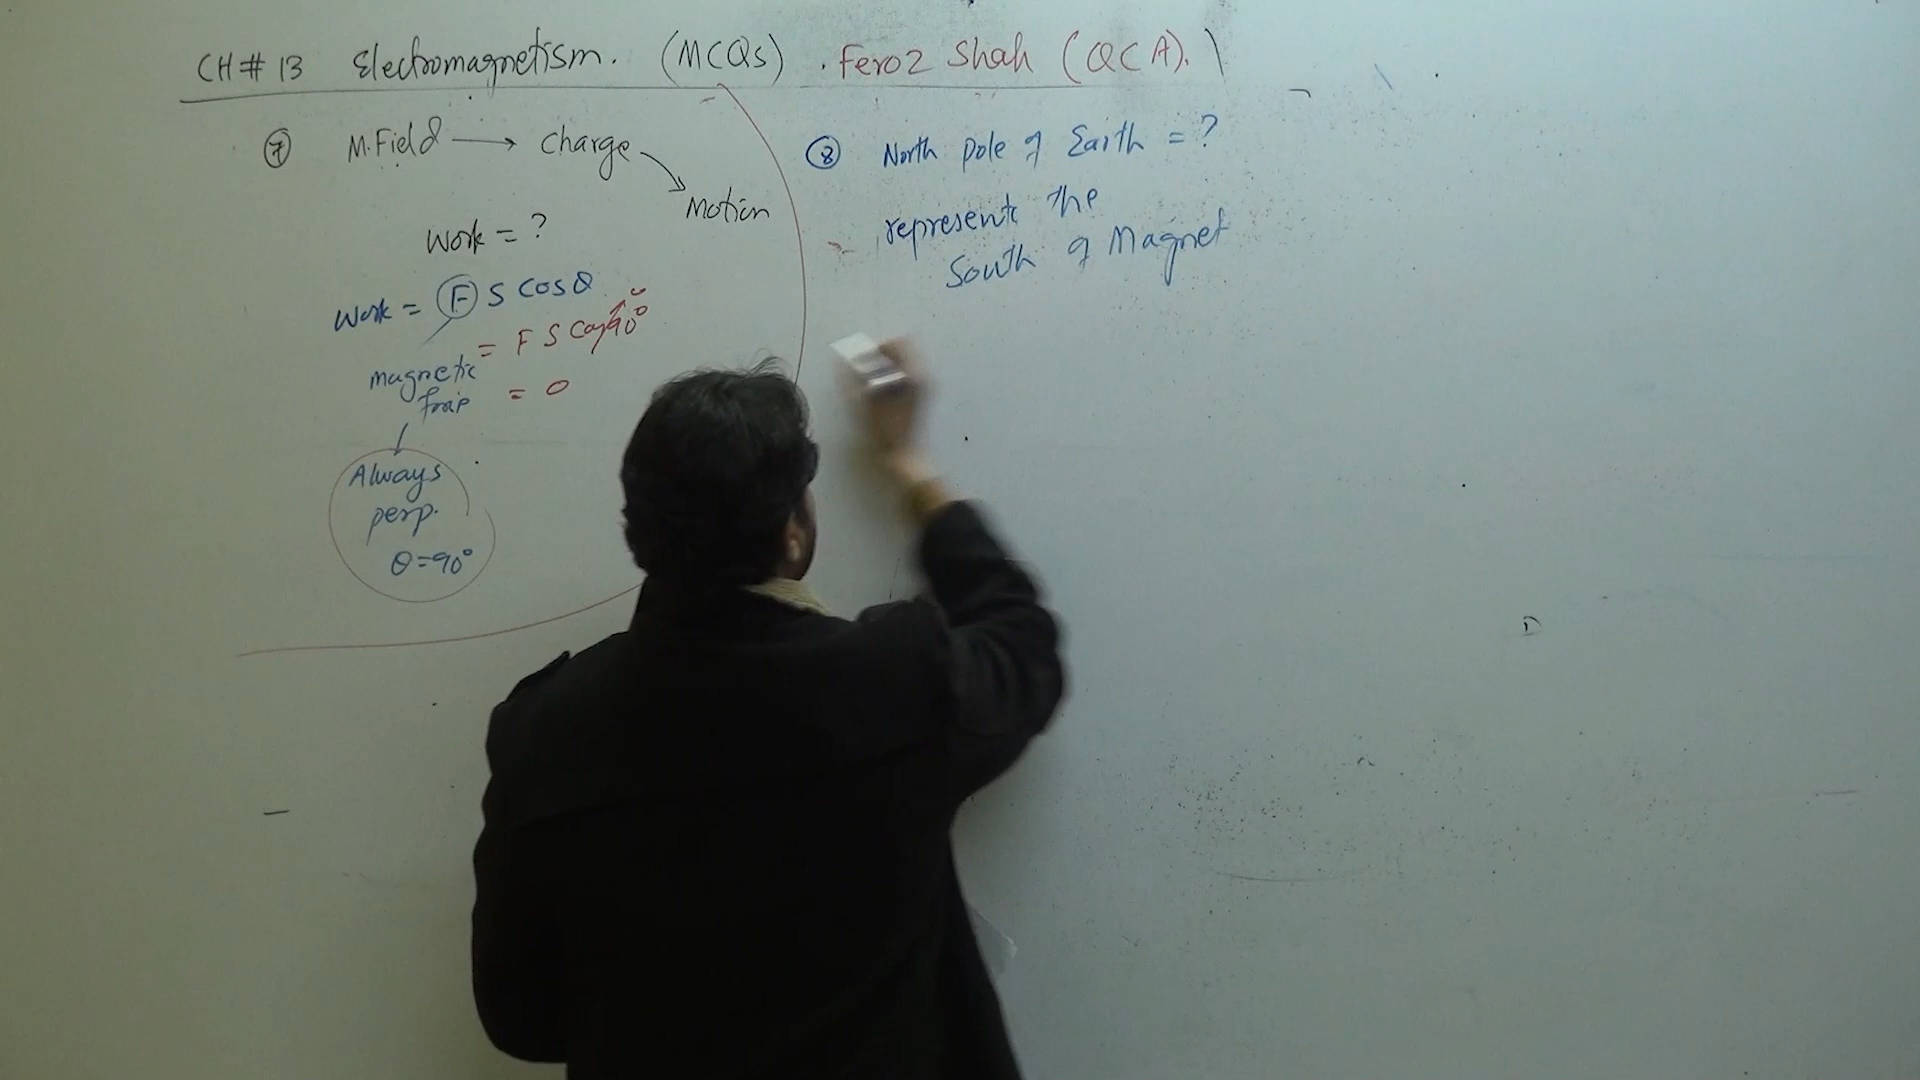 CH# 13 Electromagnetism. (MCQs). Feroz Shah (QCA).
⑦ M.Field → Charge
Motion
Work = ?
Work = F S cosθ
= F S Cos 90°
magnetic
= 0
Always
perp.
θ=90°
⑧ North pole of Earth = ?
represents the
South of Magnet